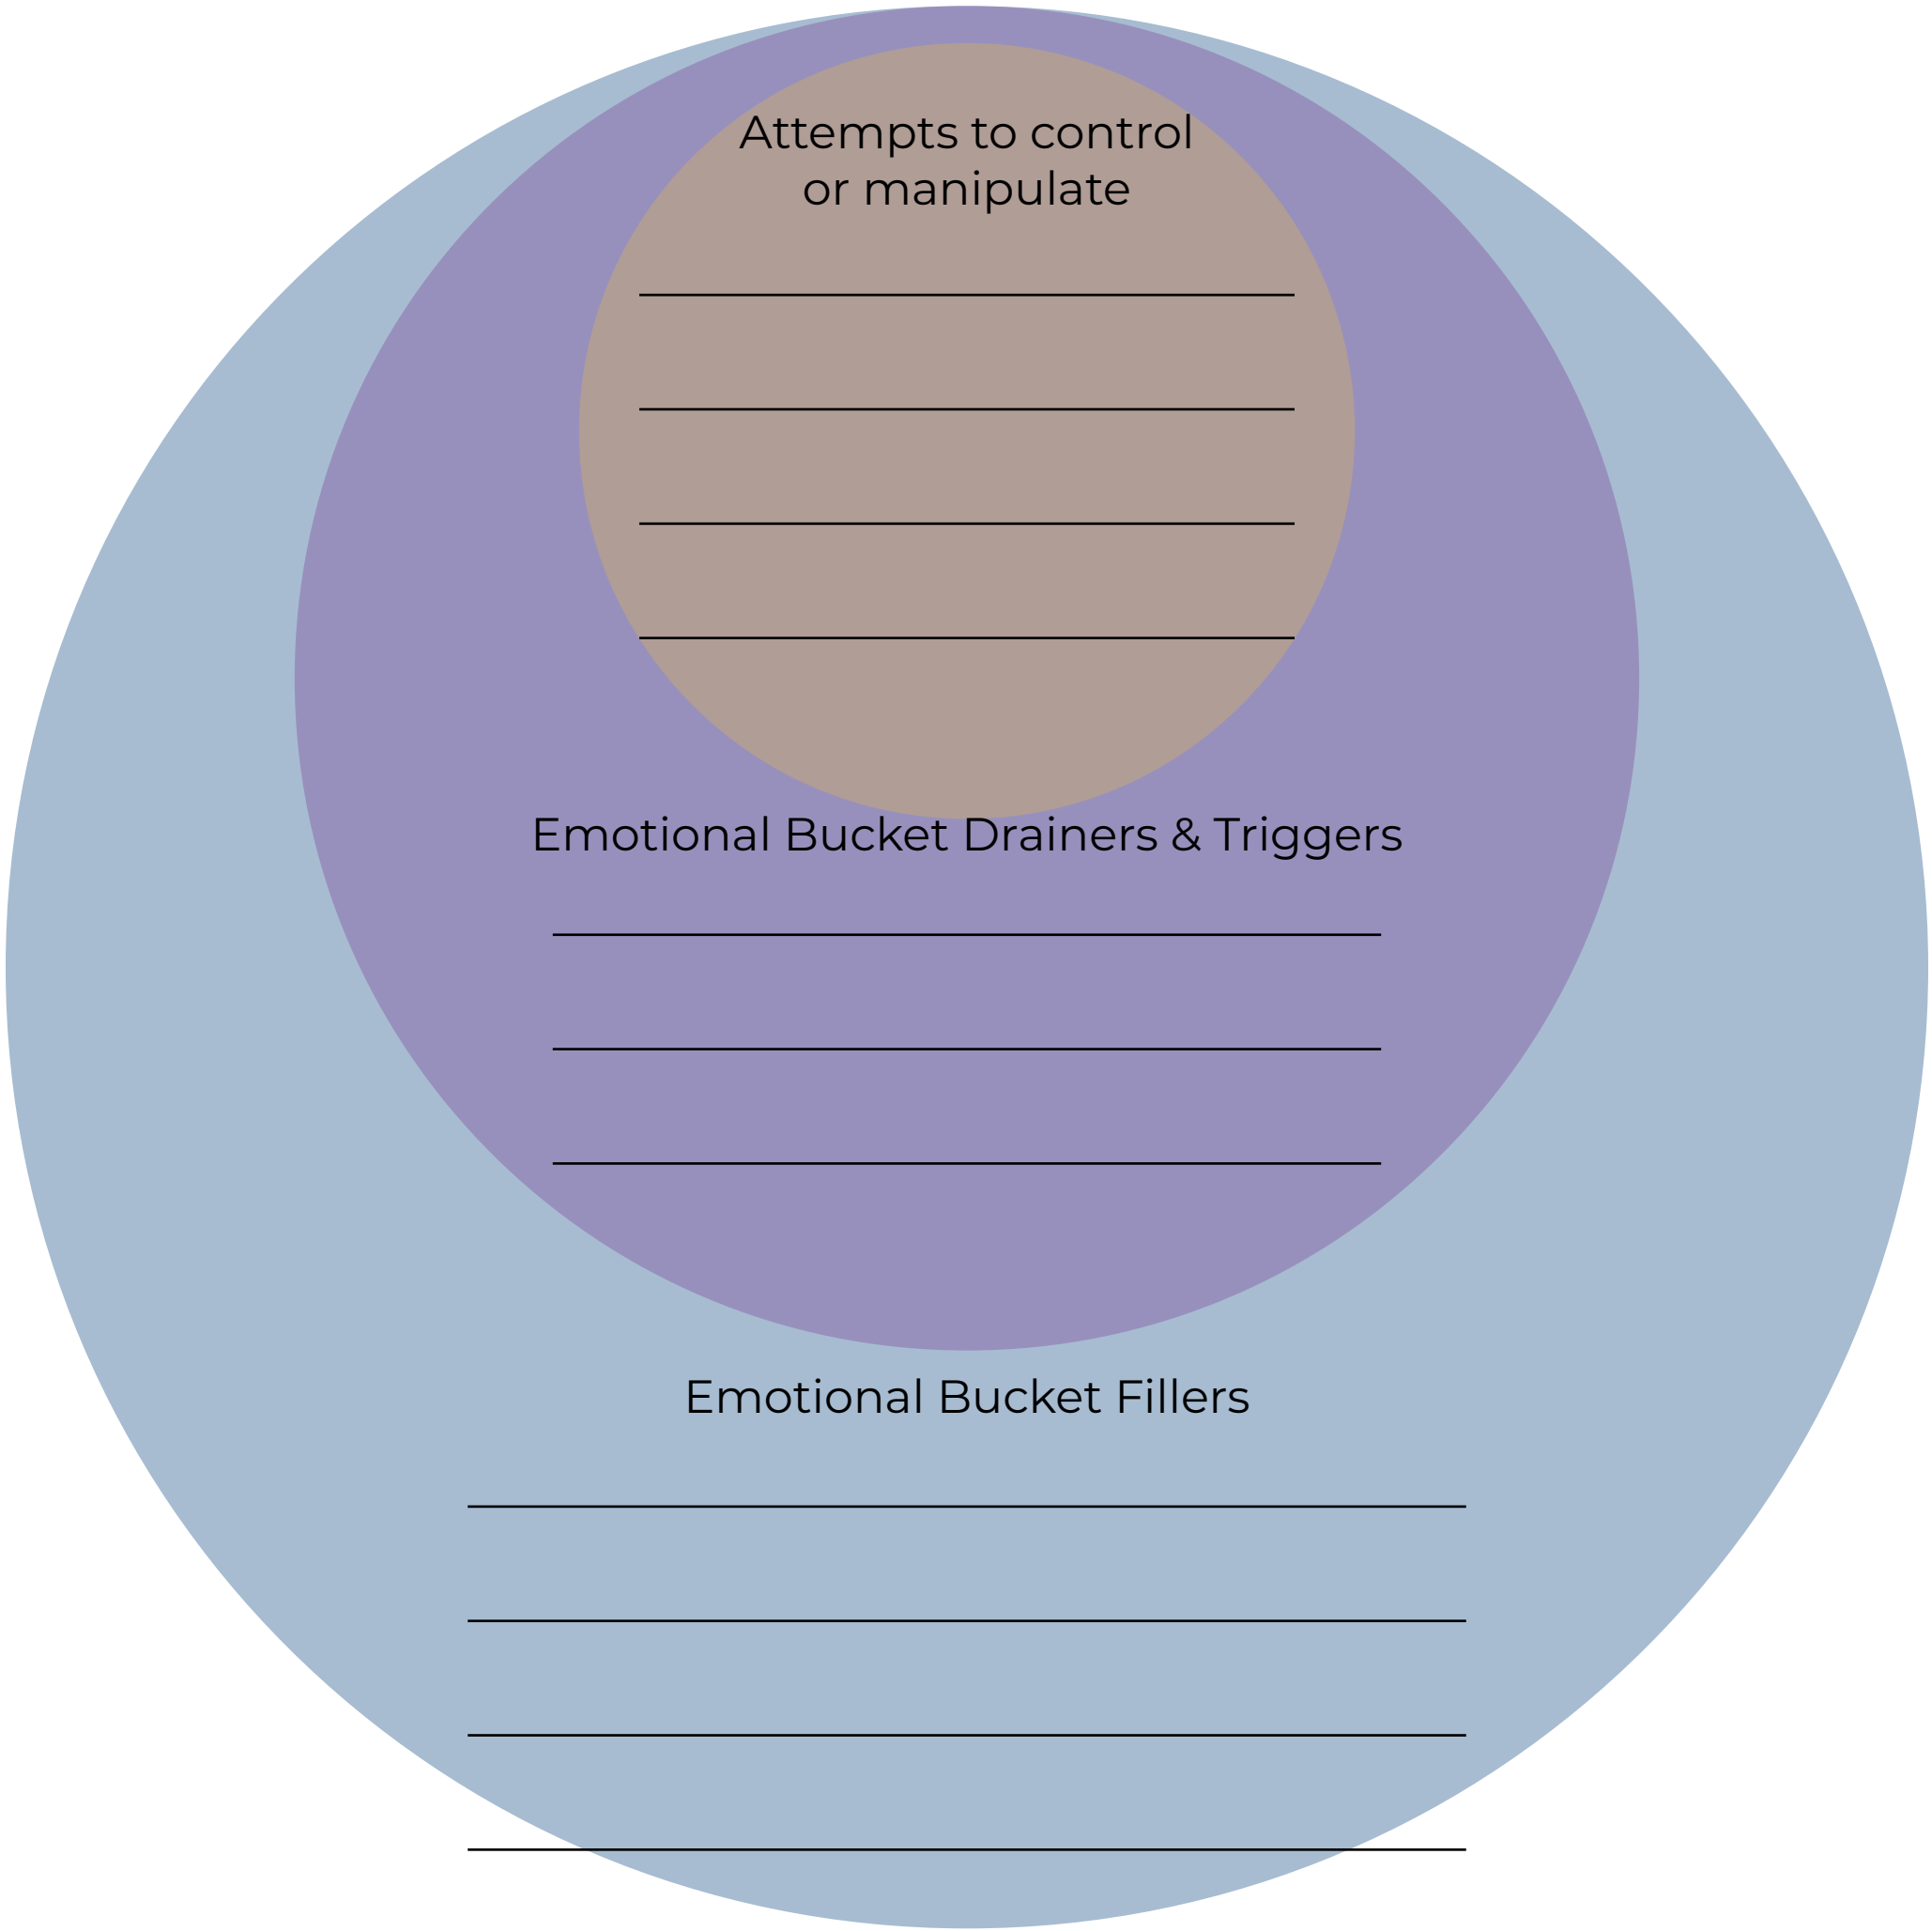 Attempts to control
or manipulate
Emotional Bucket Drainers & Triggers
Emotional Bucket Fillers